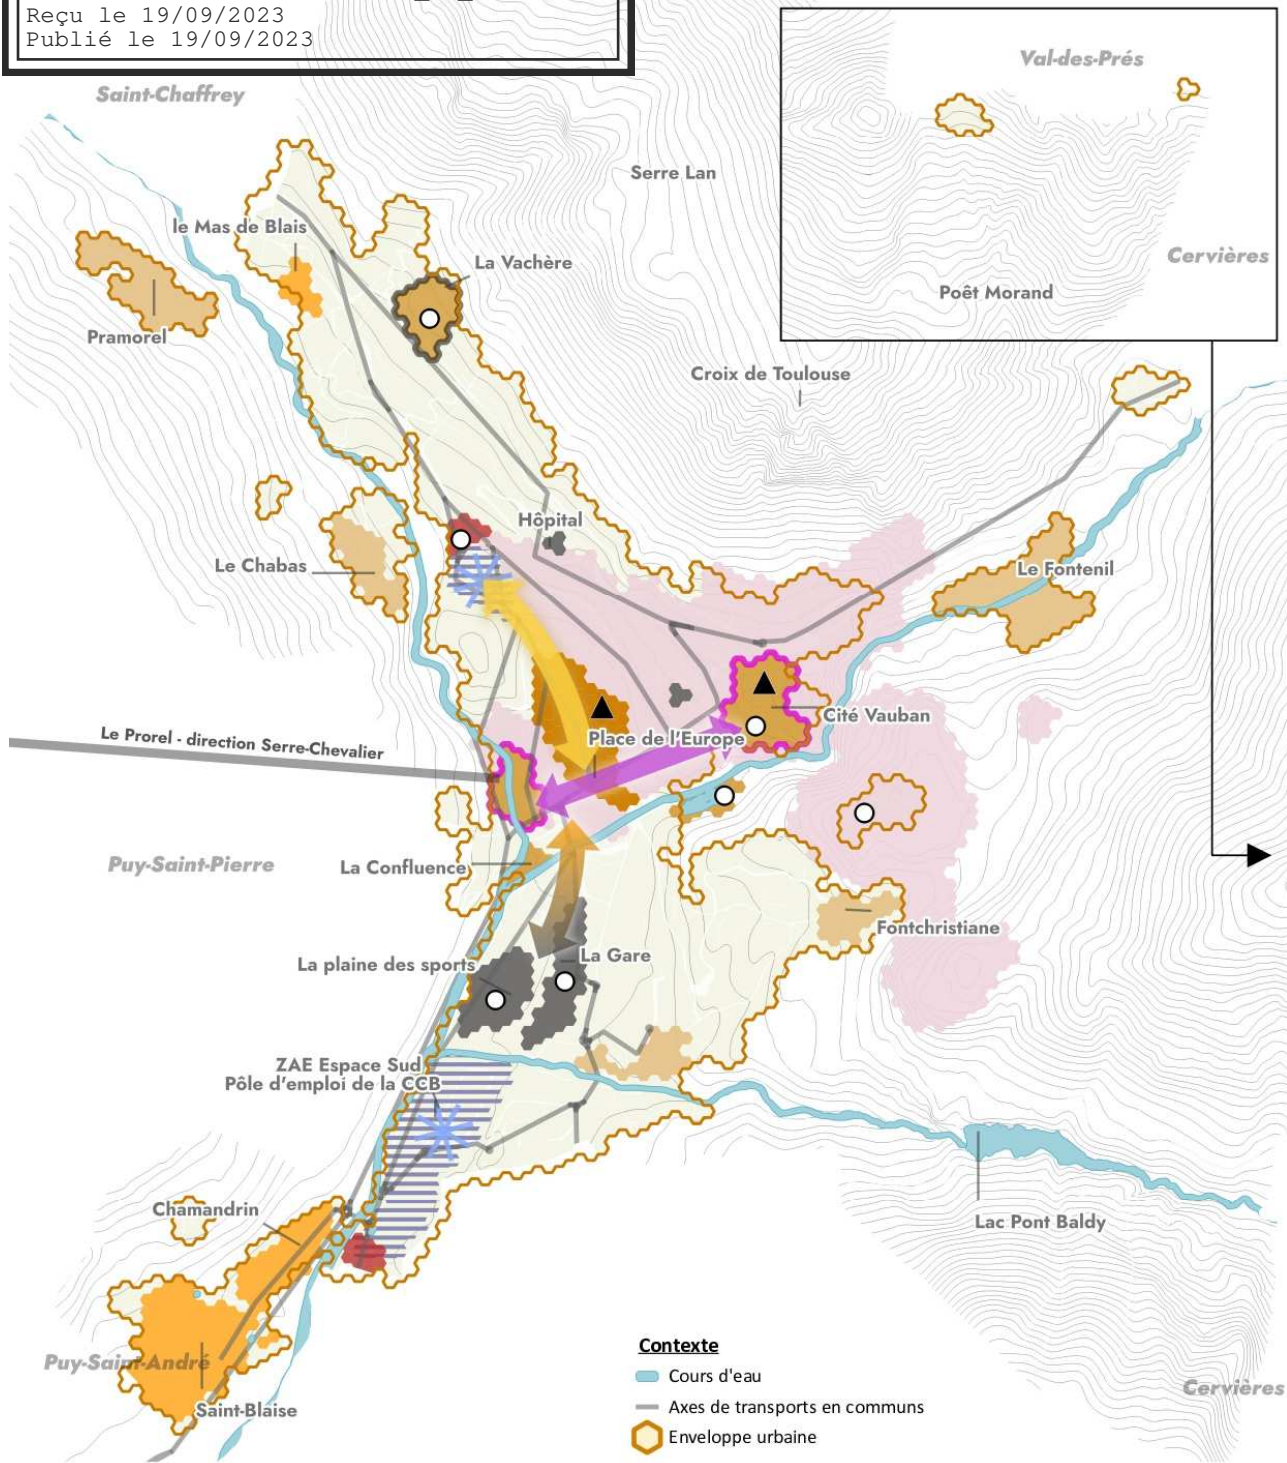 Reçu le 19/09/2023
Publié le 19/09/2023
Val-des-Prés
Saint-Chaffrey
Serre Lan
le Mas de Blais
Cervières
La Vachère
Poêt Morand
Pramorel
Croix de Toulouse
Hôpital
Le Chabas
Le Fontenil
Cité Vauban
Le Prorel - direction Serre-Chevalier
Place de l'Europe
Puy-Saint-Pierre
La Confluence
Fontchristiane
La Gare
La plaine des sports
ZAE Espace Sud
Pôle d'emploi de la CCB
Chamandrin
Lac Pont Baldy
Contexte
Puy-Saint-André
Cours d'eau
Cervières
Saint-Blaise
Axes de transports en communs
Enveloppe urbaine